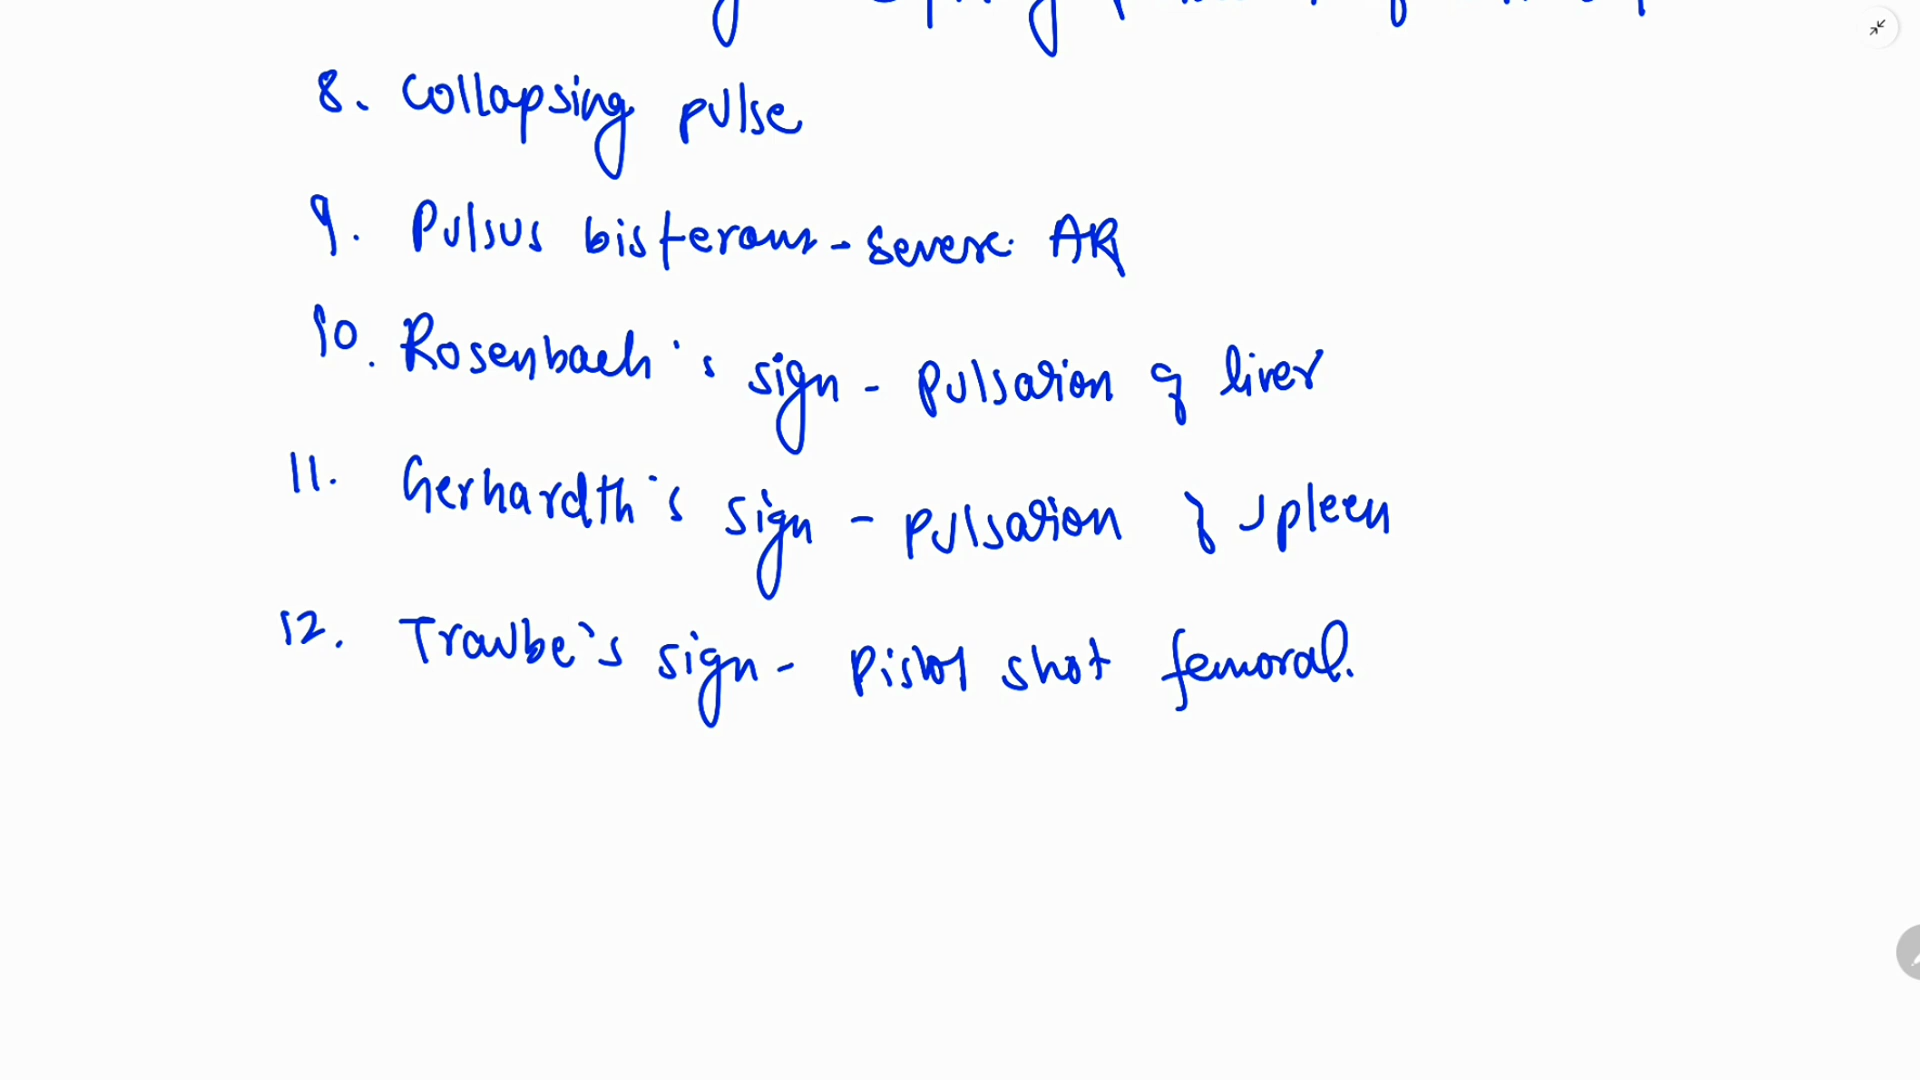 8. Collapsing pulse
9. Pulsus bisferous - severe AR
10. Rosenbach's sign - pulsation of liver
11. Gerhardth's sign - pulsation of spleen
12. Traube's sign - Pistol shot femoral.